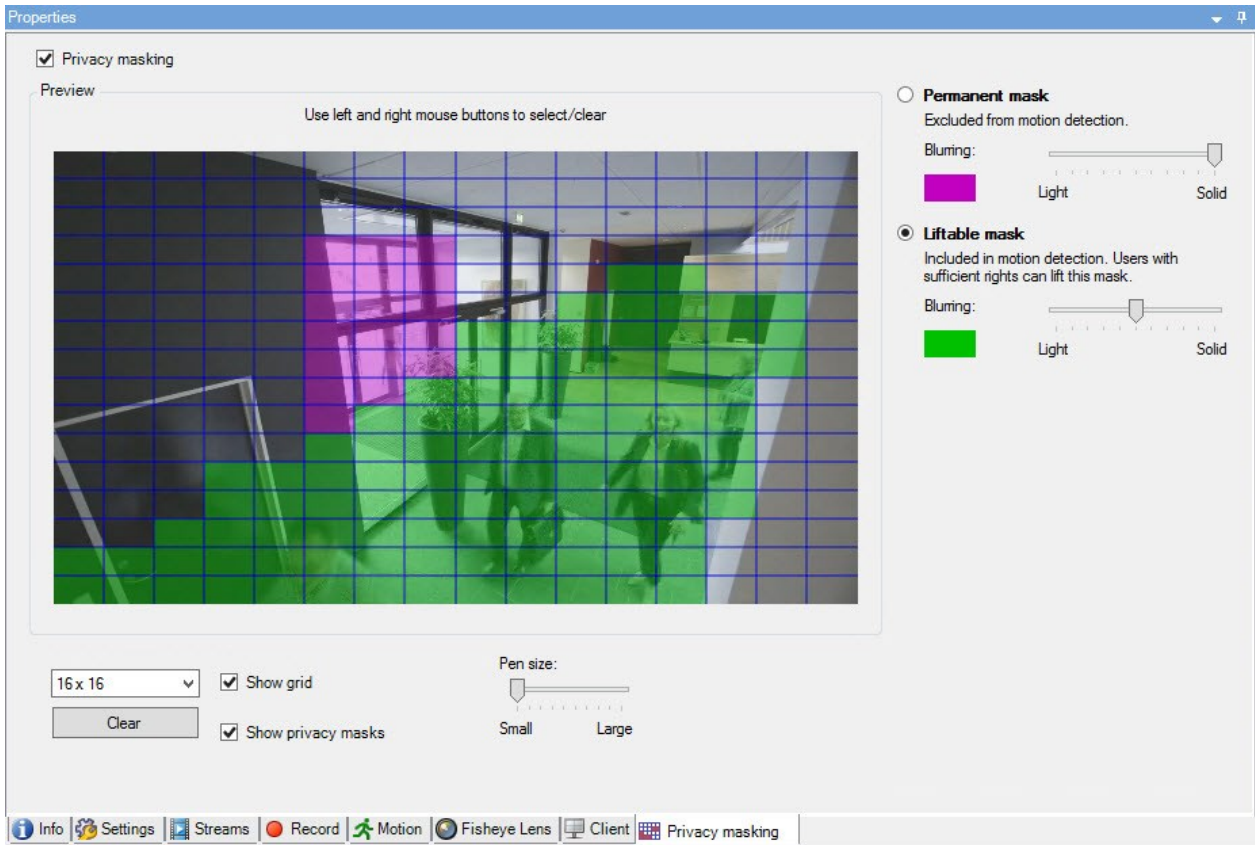 Properties
Privacy masking
Preview
Use left and right mouse buttons to select/clear
Permanent mask
Excluded from motion detection.
Blurring:
Light Solid
Liftable mask
Included in motion detection. Users with
sufficient rights can lift this mask.
Blurring:
Light Solid
Pen size:
16 x 16
Show grid
Clear
Show privacy masks
Small Large
Info Settings Streams Record Motion Fisheye Lens Client Privacy masking